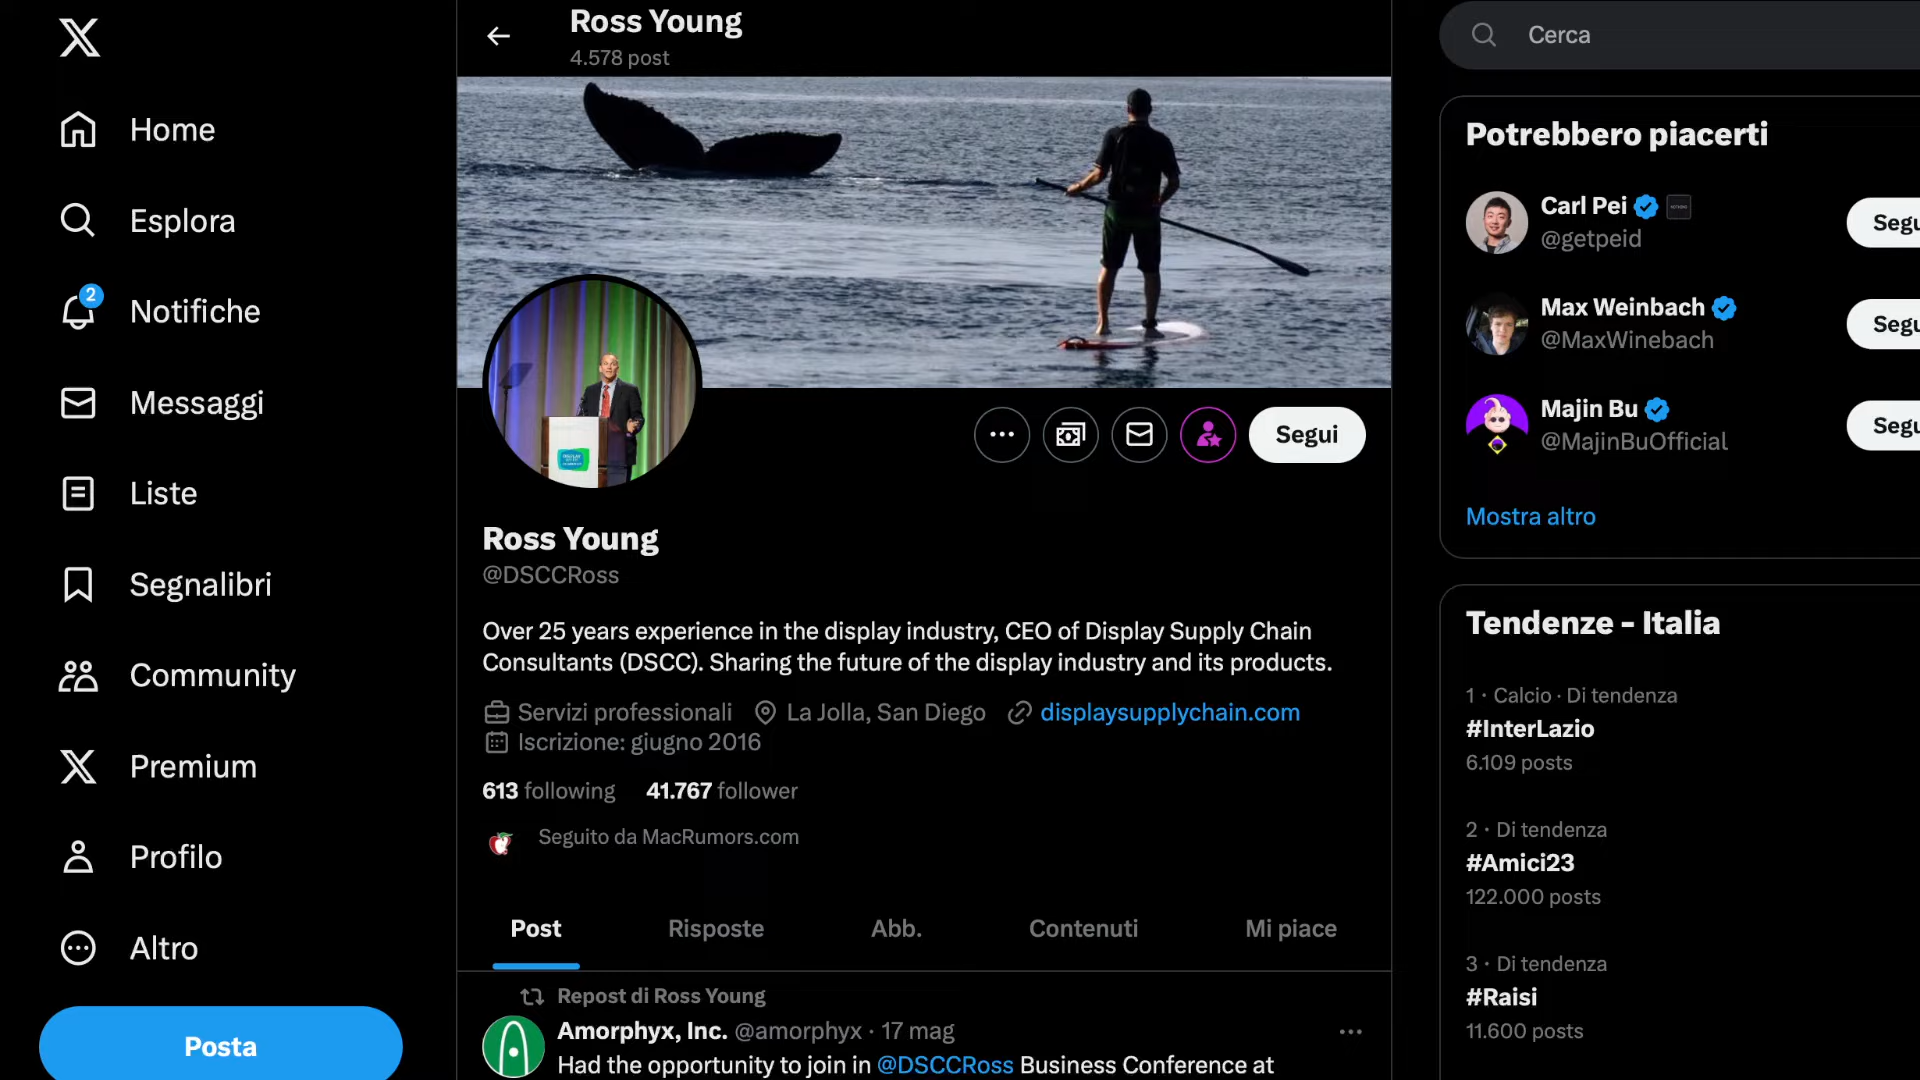 Home
Esplora
2
Notifiche
Messaggi
Liste
Segnalibri
Community
Premium
Profilo
Altro
Posta
Ross Young
4.578 post
Segui
Ross Young
@DSCCRoss
Over 25 years experience in the display industry, CEO of Display Supply Chain
Consultants (DSCC). Sharing the future of the display industry and its products.
Servizi professionali La Jolla, San Diego displaysupplychain.com
Iscrizione: giugno 2016
613 following 41.767 follower
Seguito da MacRumors.com
Post Risposte Abb. Contenuti Mi piace
Repost di Ross Young
Amorphyx, Inc. @amorphyx · 17 mag
Had the opportunity to join in @DSCCRoss Business Conference at
Cerca
Potrebbero piacerti
Carl Pei
@getpeid
Segu
Max Weinbach
@MaxWinebach
Segu
Majin Bu
@MajinBuOfficial
Segu
Mostra altro
Tendenze - Italia
1 · Calcio · Di tendenza
#InterLazio
6.109 posts
2 · Di tendenza
#Amici23
122.000 posts
3 · Di tendenza
#Raisi
11.600 posts